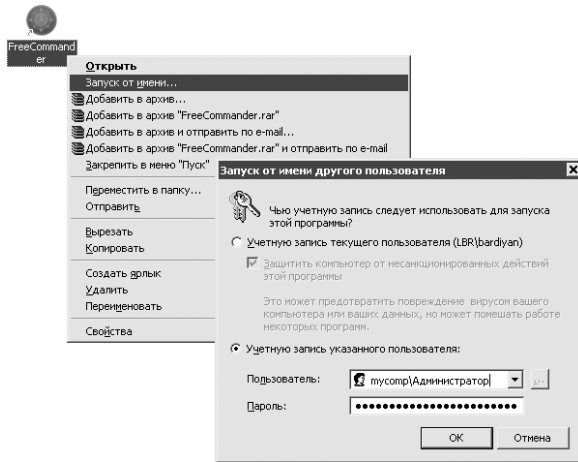 FreeCommand
er
Открыть
Запуск от имени...
Добавить в архив...
Добавить в архив "FreeCommander.rar"
Добавить в архив и отправить по e-mail...
Добавить в архив "FreeCommander.rar" и отправить по e-mail
Закрепить в меню "Пуск"
Переместить в папку...
Отправить
Вырезать
Копировать
Создать ярлык
Удалить
Переименовать
Свойства
Запуск от имени другого пользователя
Чью учетную запись следует использовать для запуска
этой программы?
Учетную запись текущего пользователя (LBR\bardiyan)
Защитить компьютер от несанкционированных действий
этой программы
Это может предотвратить повреждение вирусом вашего
компьютера или ваших данных, но может помешать работе
некоторых программ.
Учетную запись указанного пользователя:
Пользователь: mycomp\Администратор ...
Пароль: ●●●●●●●●●●●●●●●●●●●●●●●●
ОК Отмена